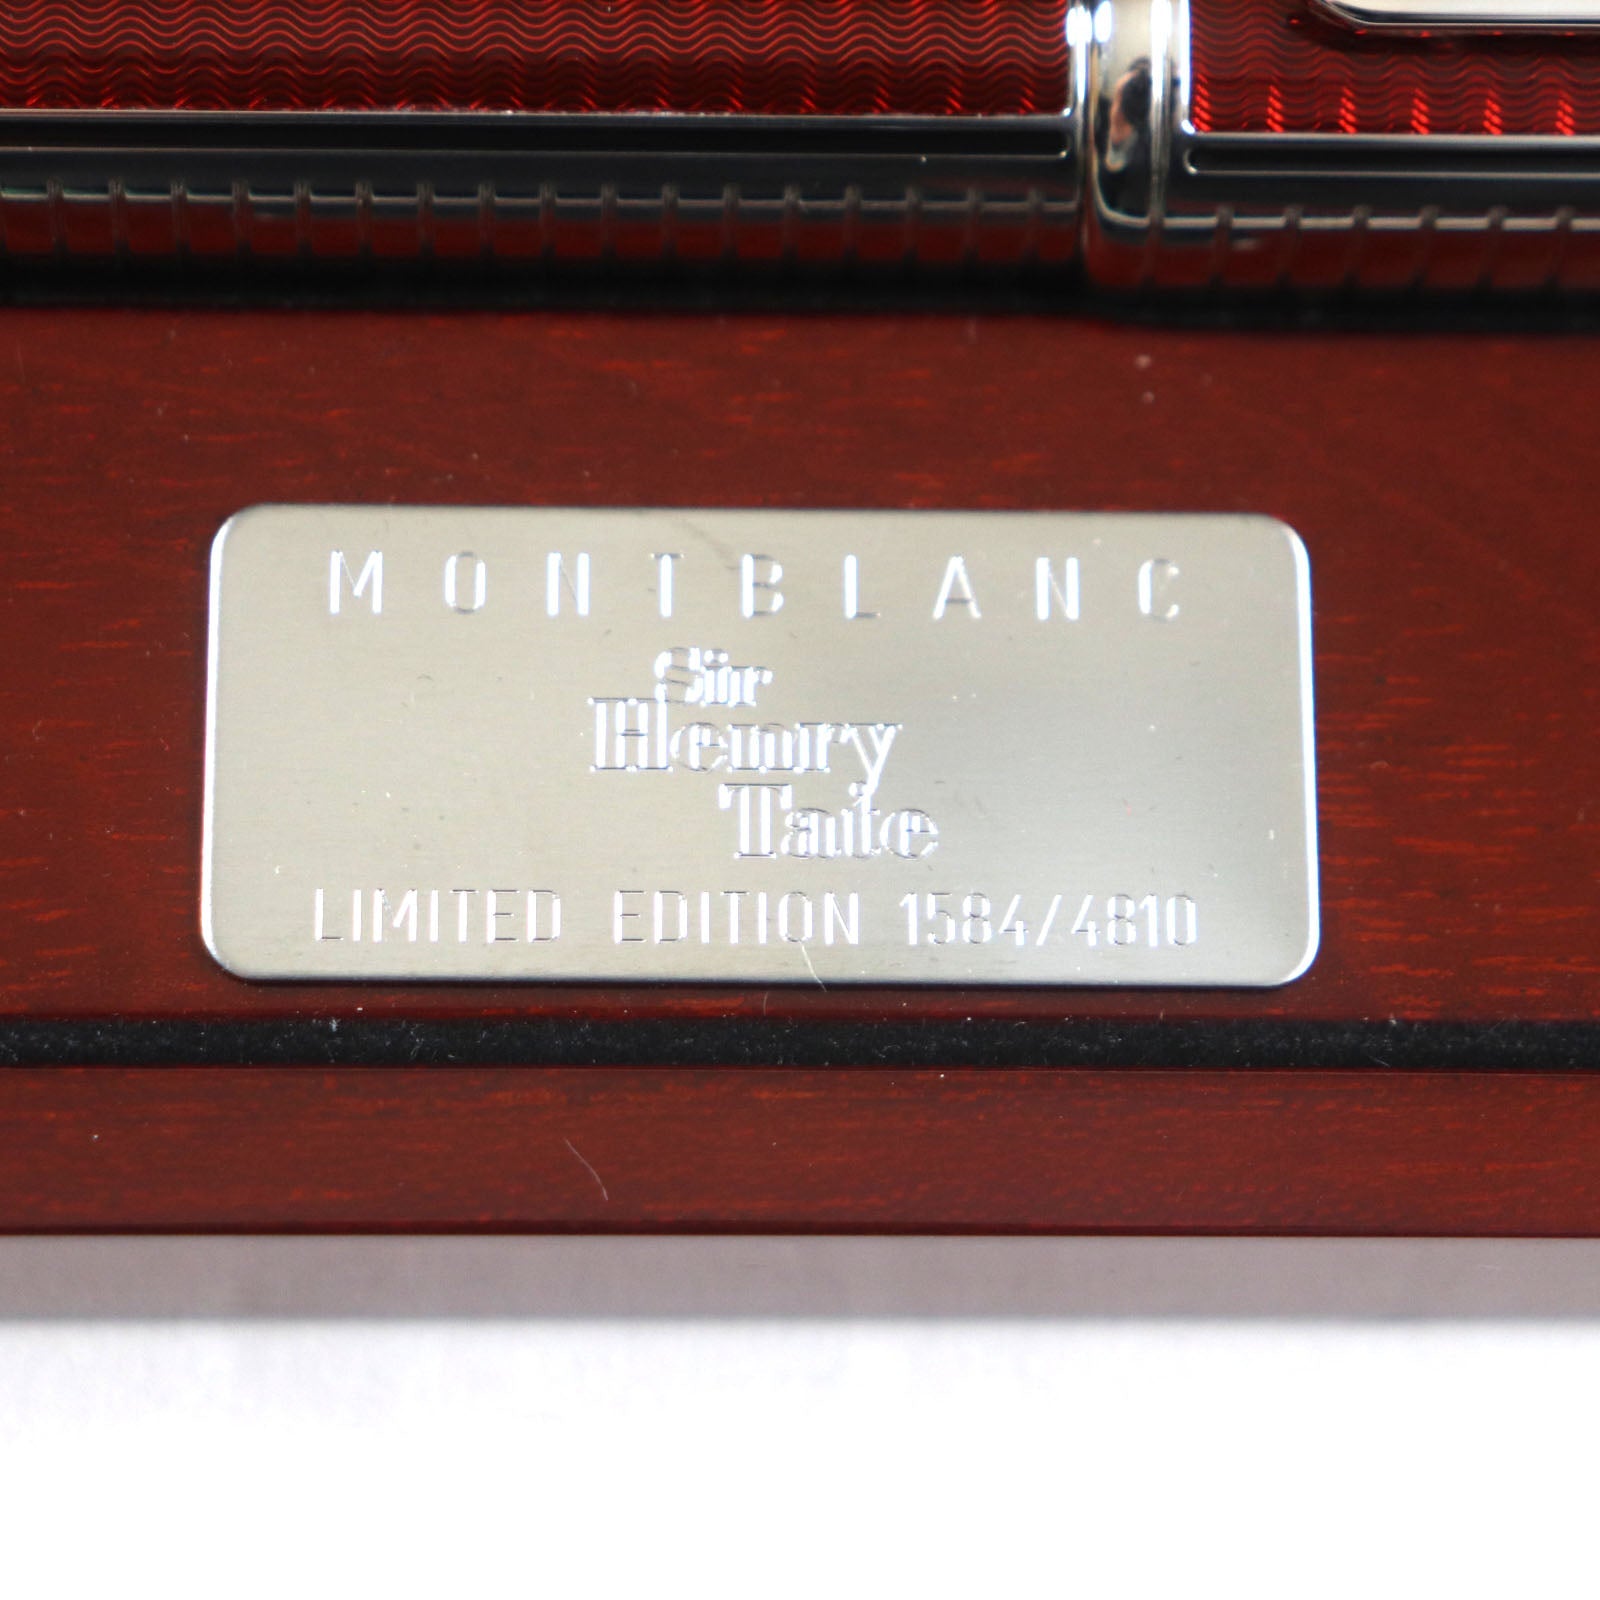 MONTBLANC
Sir
Henry
Tate
LIMITED EDITION 1584/4810